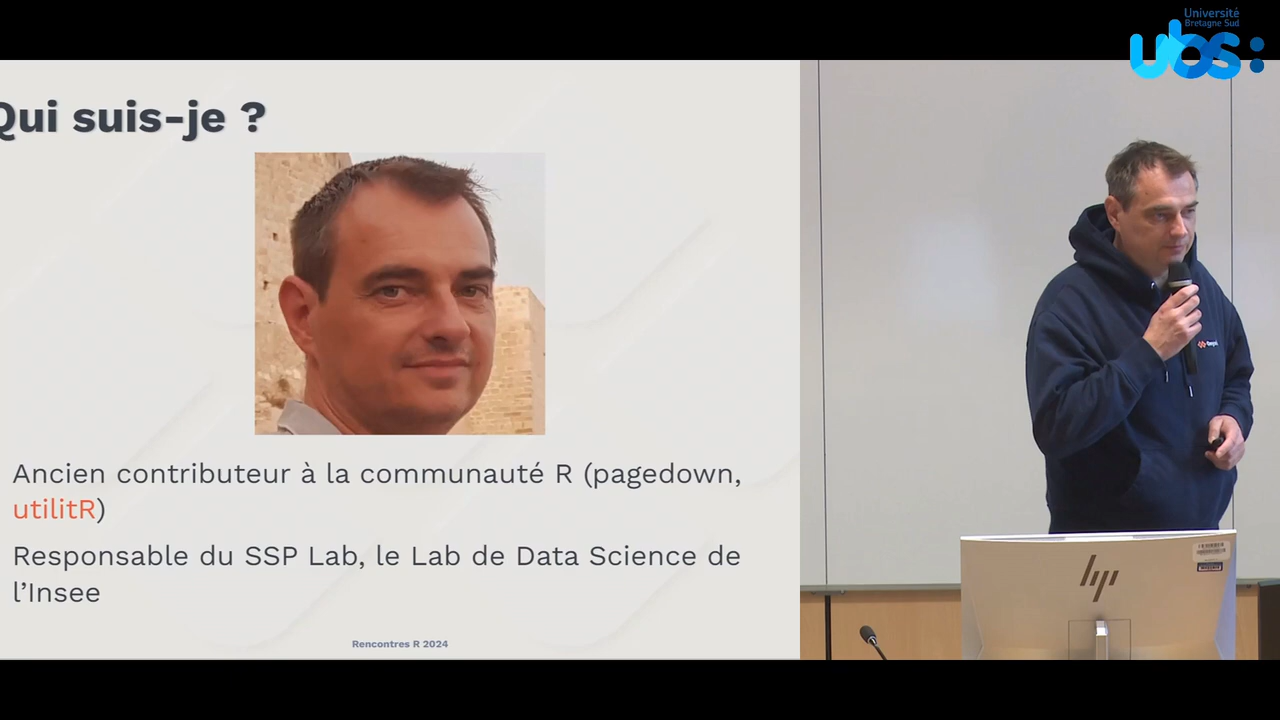 Université
Bretagne Sud
ubs:
Qui suis-je ?
Ancien contributeur à la communauté R (pagedown,
utilitR)
Responsable du SSP Lab, le Lab de Data Science de
l’Insee
Rencontres R 2024
hp